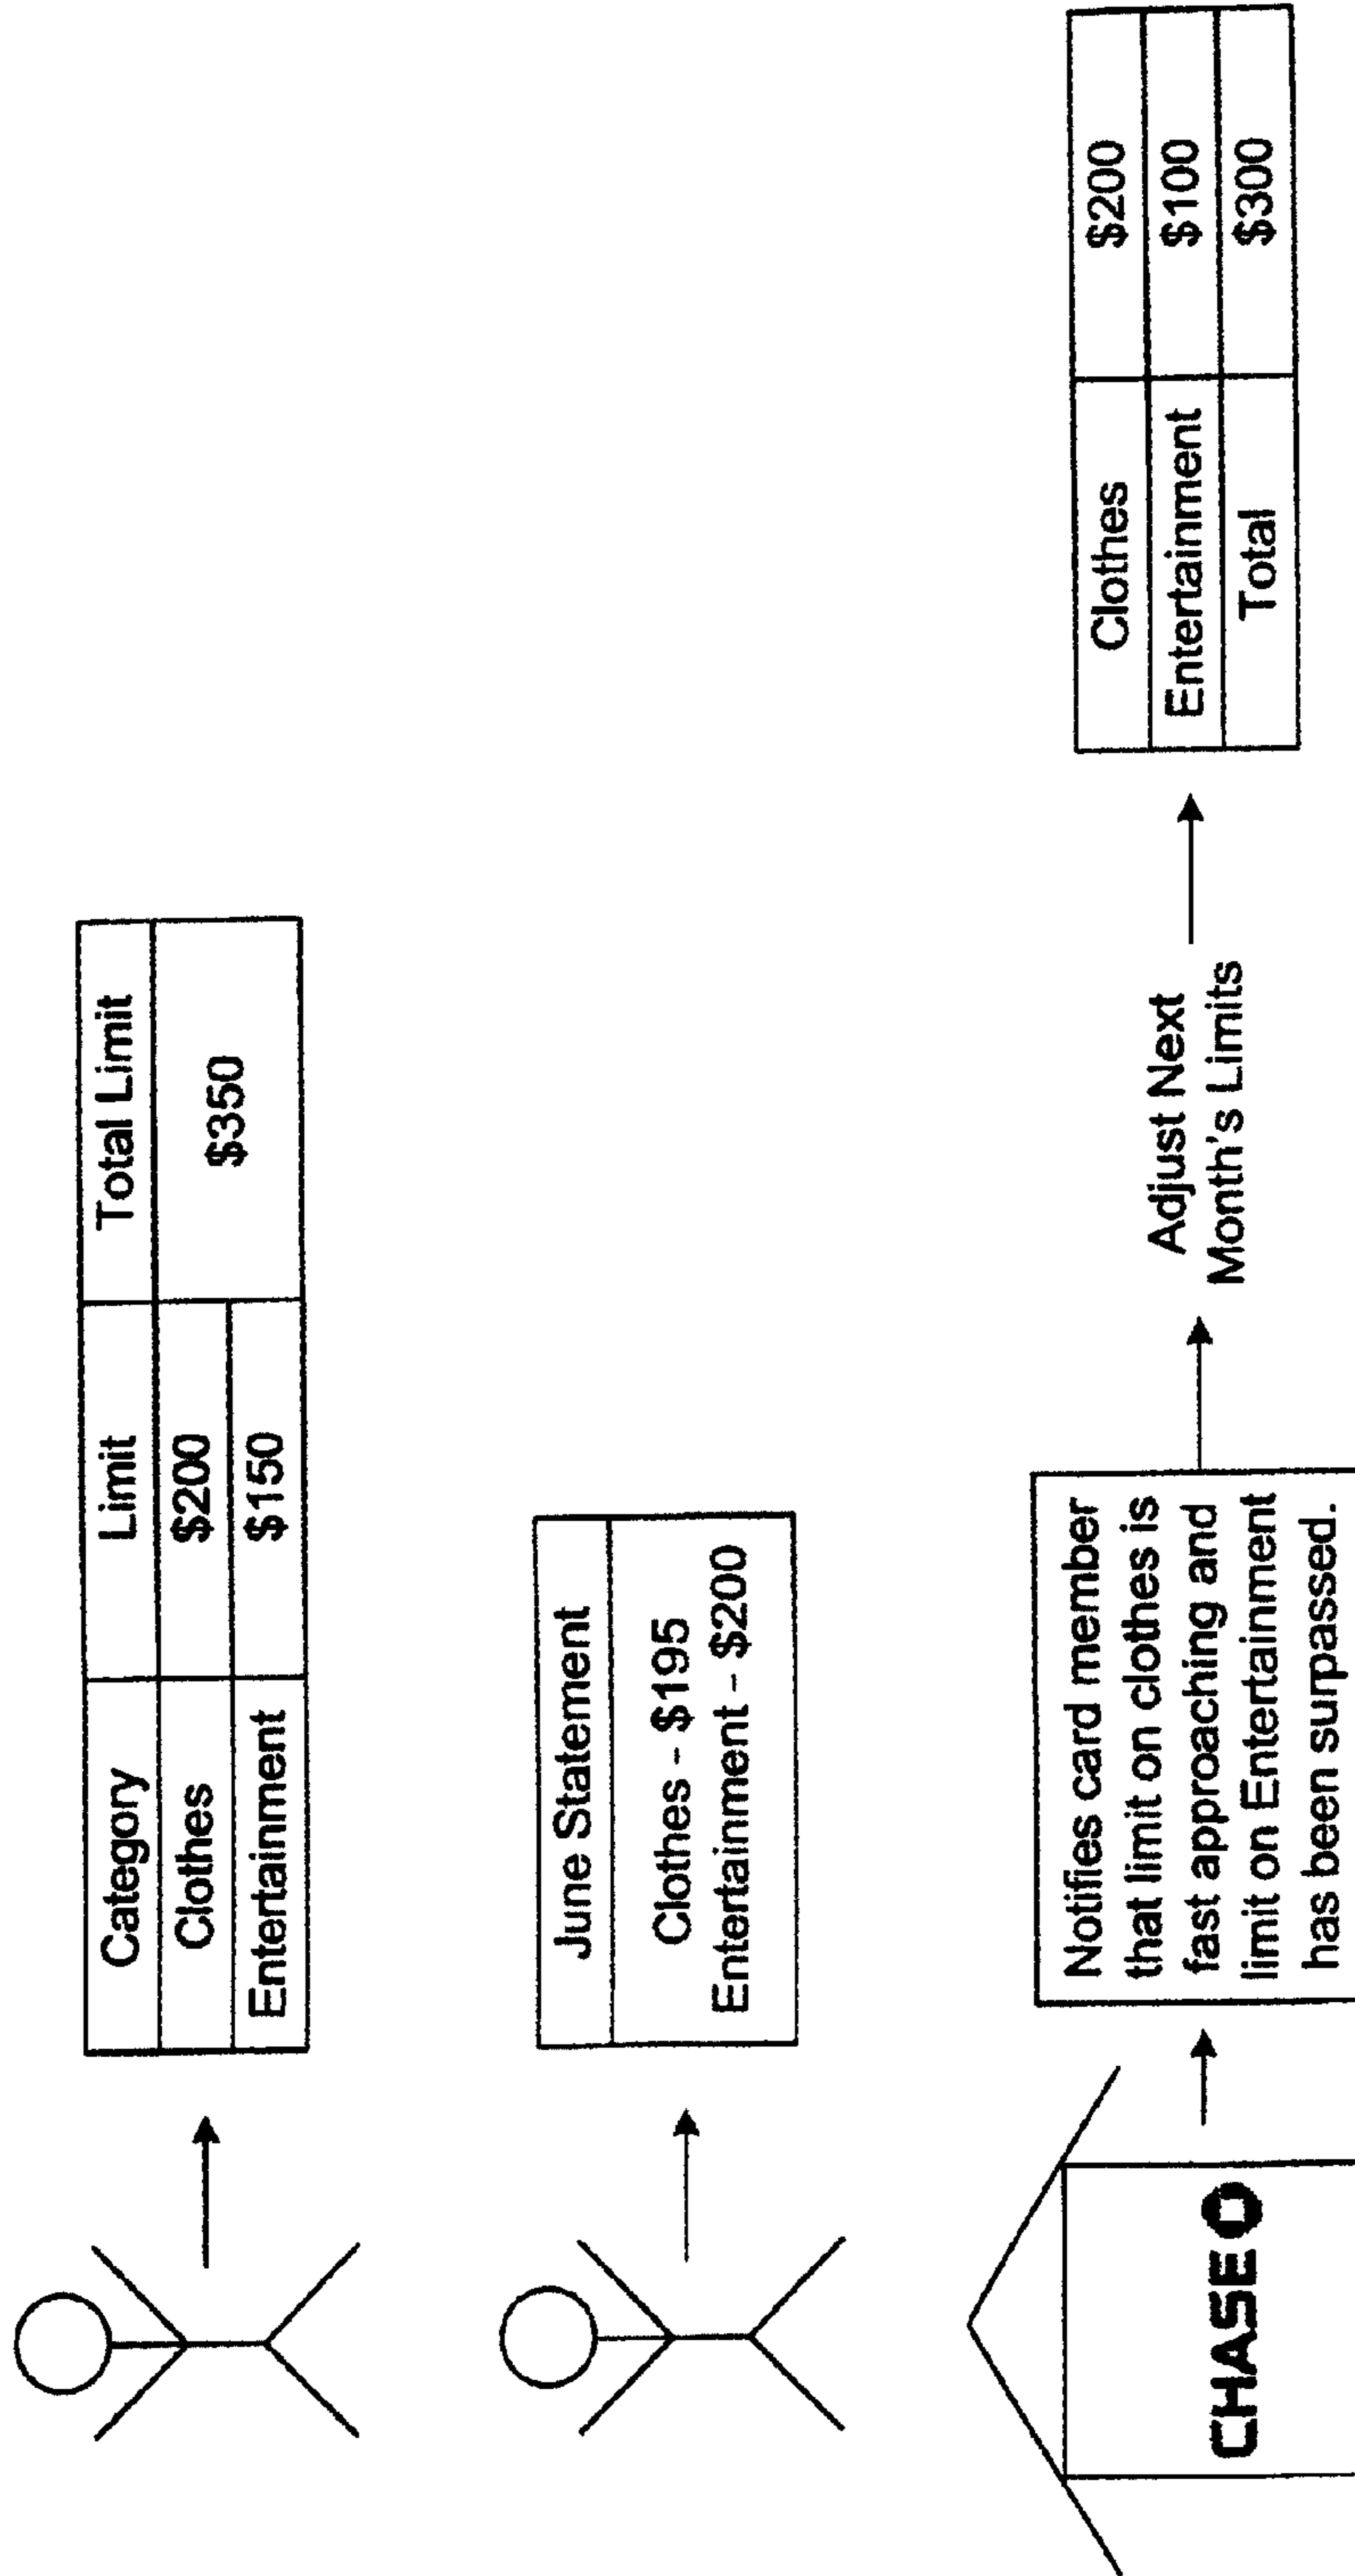 Category Limit Total Limit
Clothes $200 $350
Entertainment $150
June Statement
Clothes - $195
Entertainment - $200
CHASE
Notifies card member
that limit on clothes is
fast approaching and
limit on Entertainment
has been surpassed.
Adjust Next
Month's Limits
Clothes $200
Entertainment $100
Total $300